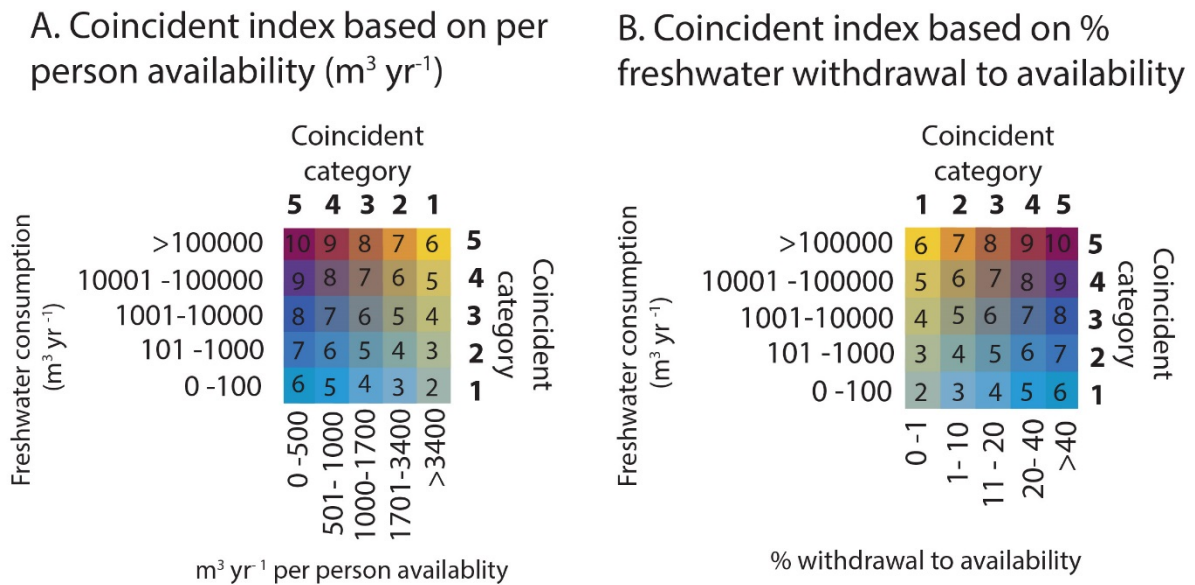 A. Coincident index based on per
person availability (m³ yr⁻¹)
Coincident
category
5 4 3 2 1
Freshwater consumption
(m³ yr⁻¹)
>100000 10 9 8 7 6 5
10001 -100000 9 8 7 6 5 4
1001-10000 8 7 6 5 4 3
101 -1000 7 6 5 4 3 2
0 -100 6 5 4 3 2 1
Coincident
category
0 -500
501- 1000
1000-1700
1701-3400
>3400
m³ yr⁻¹ per person availablity
B. Coincident index based on %
freshwater withdrawal to availability
Coincident
category
1 2 3 4 5
Freshwater consumption
(m³ yr⁻¹)
>100000 6 7 8 9 10 5
10001 -100000 5 6 7 8 9 4
1001-10000 4 5 6 7 8 3
101 -1000 3 4 5 6 7 2
0 -100 2 3 4 5 6 1
Coincident
category
0 -1
1- 10
11 - 20
20- 40
>40
% withdrawal to availability